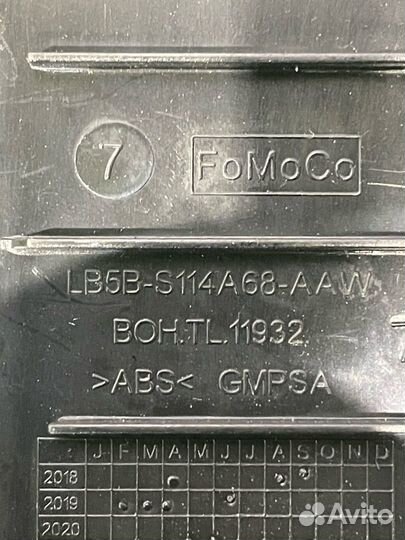 7 FoMoCo
LB5B-S114A68-AAW
BOH.TL.11932
>ABS< GMPSA
J F M A M J J A S O N D
2018
2019
2020
Avito